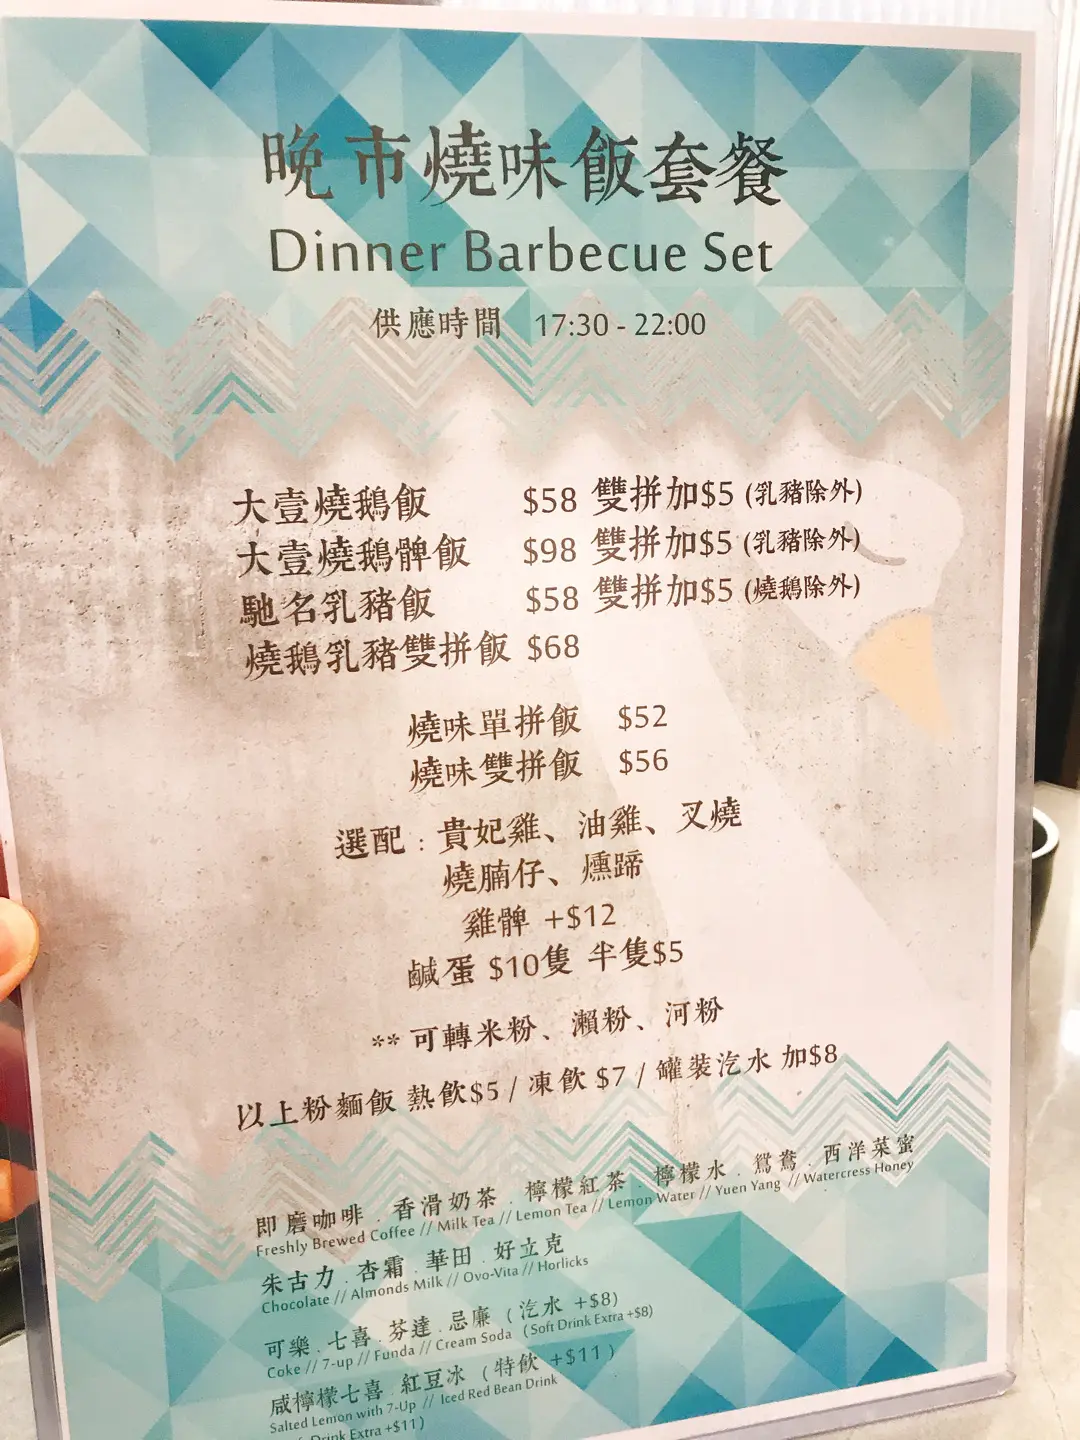 晚市燒味飯套餐
Dinner Barbecue Set
供應時間 17:30 - 22:00
大壹燒鵝飯 $58 雙拼加$5 (乳豬除外)
大壹燒鵝髀飯 $98 雙拼加$5 (乳豬除外)
馳名乳豬飯 $58 雙拼加$5 (燒鵝除外)
燒鵝乳豬雙拼飯 $68
燒味單拼飯 $52
燒味雙拼飯 $56
選配：貴妃雞、油雞、叉燒
燒腩仔、燻蹄
雞髀 +$12
鹹蛋 $10隻 半隻$5
** 可轉米粉、瀨粉、河粉
以上粉麵飯 熱飲$5 / 凍飲 $7 / 罐裝汽水 加$8
即磨咖啡 . 香滑奶茶 . 檸檬紅茶 . 檸檬水 . 鴛鴦 . 西洋菜蜜
Freshly Brewed Coffee // Milk Tea // Lemon Tea // Lemon Water // Yuen Yang // Watercress Honey
朱古力 . 杏霜 . 華田 . 好立克
Chocolate // Almonds Milk // Ovo-Vita // Horlicks
可樂 . 七喜 . 芬達 . 忌廉 ( 汽水 +$8)
Coke // 7-up // Funda // Cream Soda ( Soft Drink Extra +$8)
咸檸檬七喜 . 紅豆冰 ( 特飲 +$11 )
Salted Lemon with 7-Up // Iced Red Bean Drink
Drink Extra +$11)